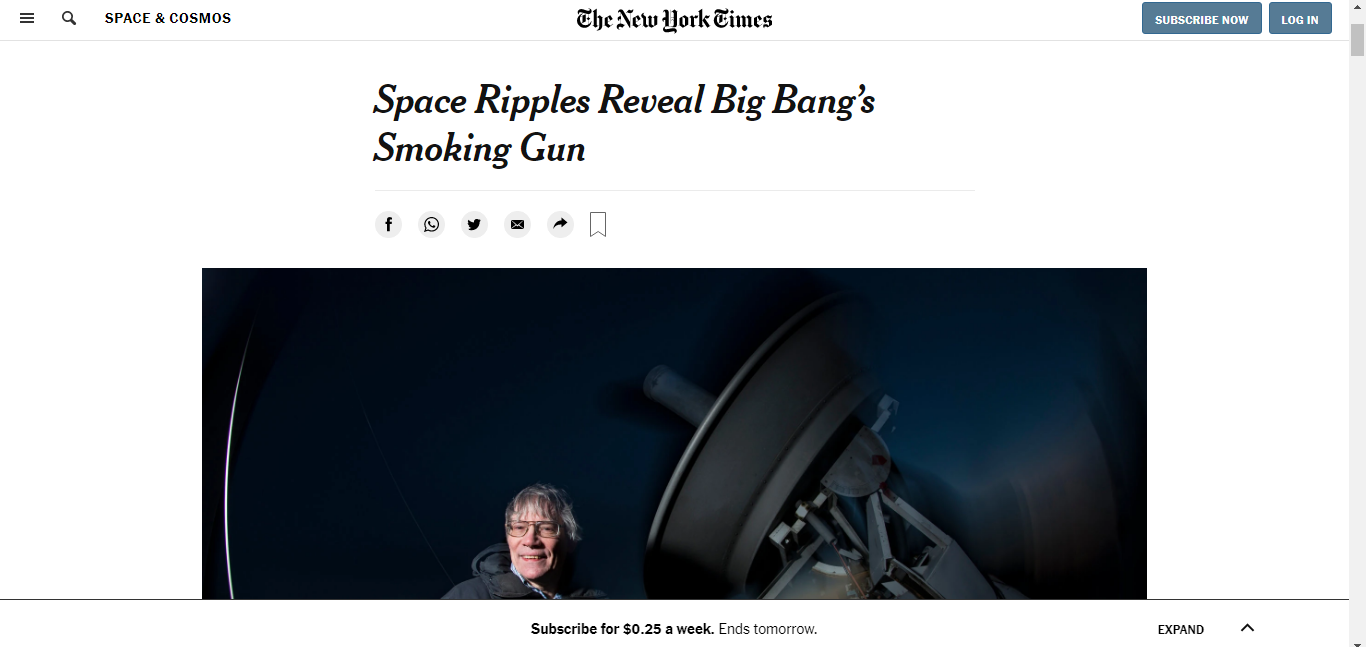 SPACE & COSMOS
The New York Times
SUBSCRIBE NOW
LOG IN
Space Ripples Reveal Big Bang’s
Smoking Gun
Subscribe for $0.25 a week. Ends tomorrow.
EXPAND